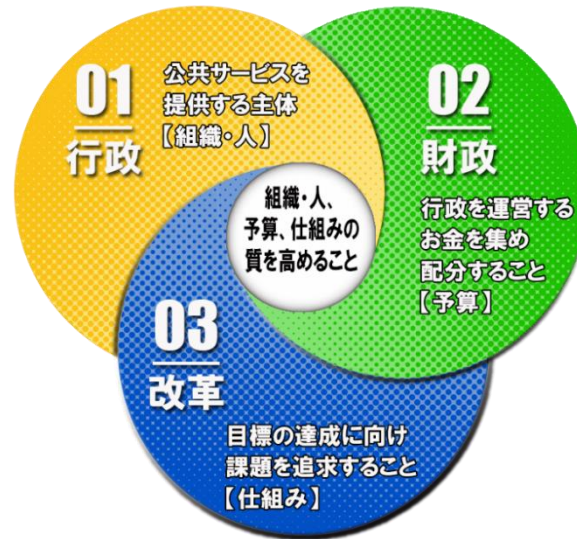 01
行政
公共サービスを
提供する主体
【組織・人】
02
財政
行政を運営する
お金を集め
配分すること
【予算】
組織・人、
予算、仕組みの
質を高めること
03
改革
目標の達成に向け
課題を追求すること
【仕組み】